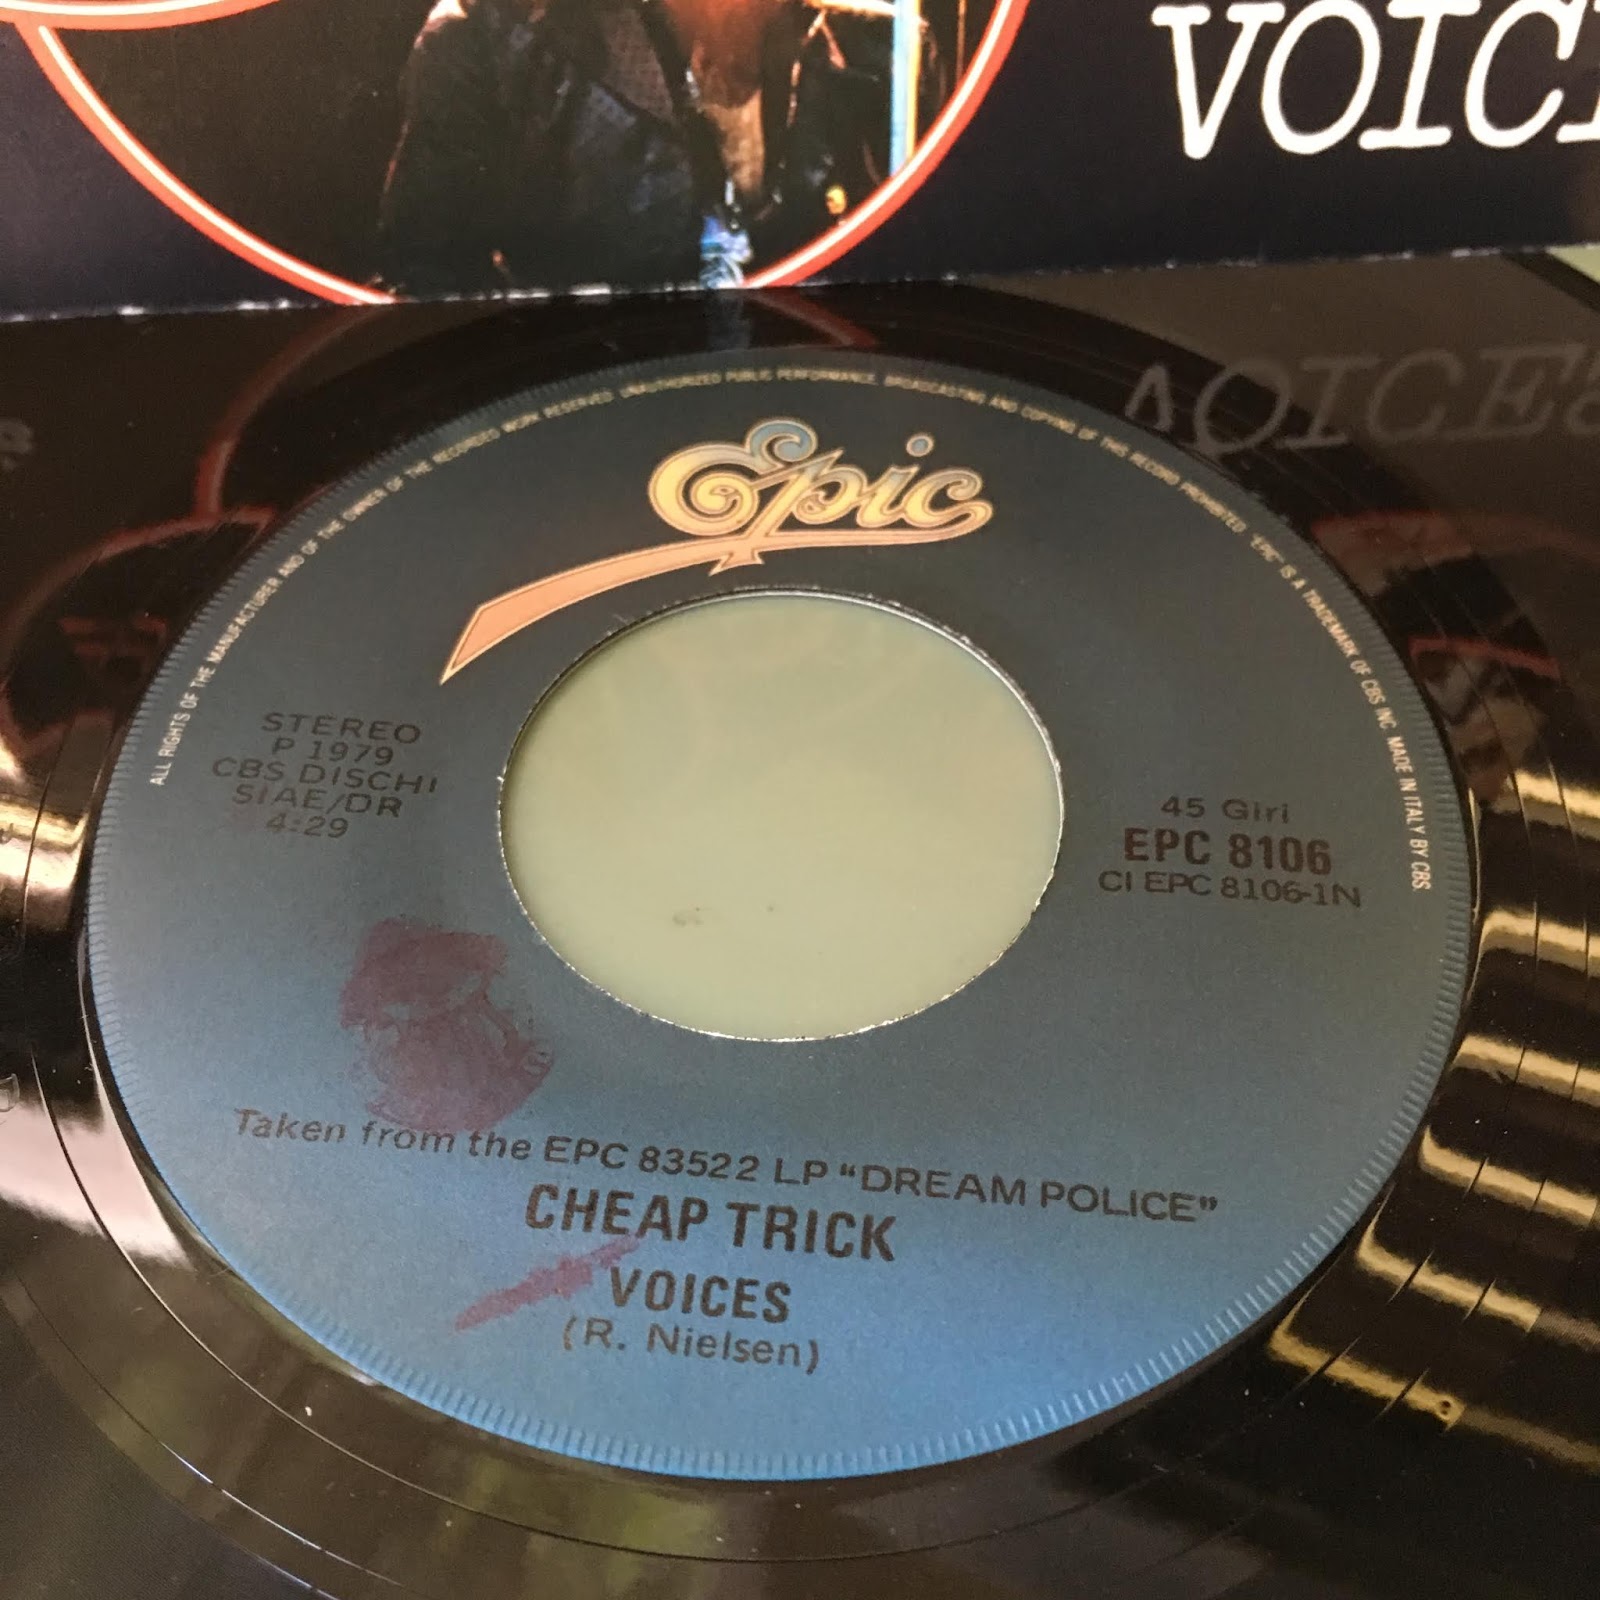 VOIC
ALL RIGHTS OF THE MANUFACTURER AND OF THE OWNER OF THE RECORDED WORK RESERVED. UNAUTHORIZED PUBLIC PERFORMANCE, BROADCASTING AND COPYING OF THIS RECORD PROHIBITED. "EPIC" IS A TRADEMARK OF CBS INC. MADE IN ITALY BY CBS.
Epic
STEREO
P 1979
CBS DISCHI
SIAE/DR
4:29
45 Giri
EPC 8106
CI EPC 8106-1N
Taken from the EPC 83522 LP “DREAM POLICE”
CHEAP TRICK
VOICES
(R. Nielsen)